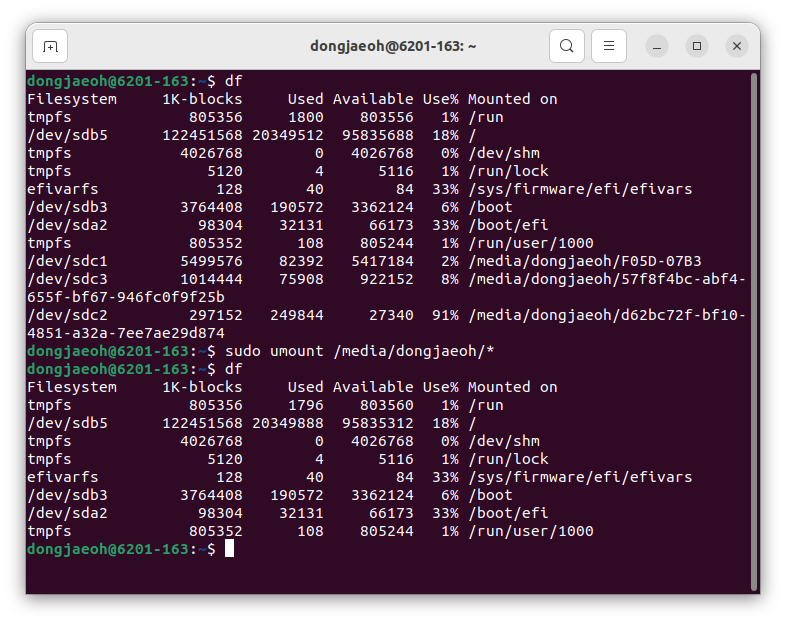 dongjaeoh@6201-163: ~
dongjaeoh@6201-163:~$ df
Filesystem     1K-blocks     Used Available Use% Mounted on
tmpfs             805356     1800    803556   1% /run
/dev/sdb5      122451568 20349512  95835688  18% /
tmpfs            4026768        0   4026768   0% /dev/shm
tmpfs               5120        4      5116   1% /run/lock
efivarfs             128       40        84  33% /sys/firmware/efi/efivars
/dev/sdb3        3764408   190572   3362124   6% /boot
/dev/sda2          98304    32131     66173  33% /boot/efi
tmpfs             805352      108    805244   1% /run/user/1000
/dev/sdc1        5499576    82392   5417184   2% /media/dongjaeoh/F05D-07B3
/dev/sdc3        1014444    75908    922152   8% /media/dongjaeoh/57f8f4bc-abf4-
655f-bf67-946fc0f9f25b
/dev/sdc2         297152   249844     27340  91% /media/dongjaeoh/d62bc72f-bf10-
4851-a32a-7ee7ae29d874
dongjaeoh@6201-163:~$ sudo umount /media/dongjaeoh/*
dongjaeoh@6201-163:~$ df
Filesystem     1K-blocks     Used Available Use% Mounted on
tmpfs             805356     1796    803560   1% /run
/dev/sdb5      122451568 20349888  95835312  18% /
tmpfs            4026768        0   4026768   0% /dev/shm
tmpfs               5120        4      5116   1% /run/lock
efivarfs             128       40        84  33% /sys/firmware/efi/efivars
/dev/sdb3        3764408   190572   3362124   6% /boot
/dev/sda2          98304    32131     66173  33% /boot/efi
tmpfs             805352      108    805244   1% /run/user/1000
dongjaeoh@6201-163:~$